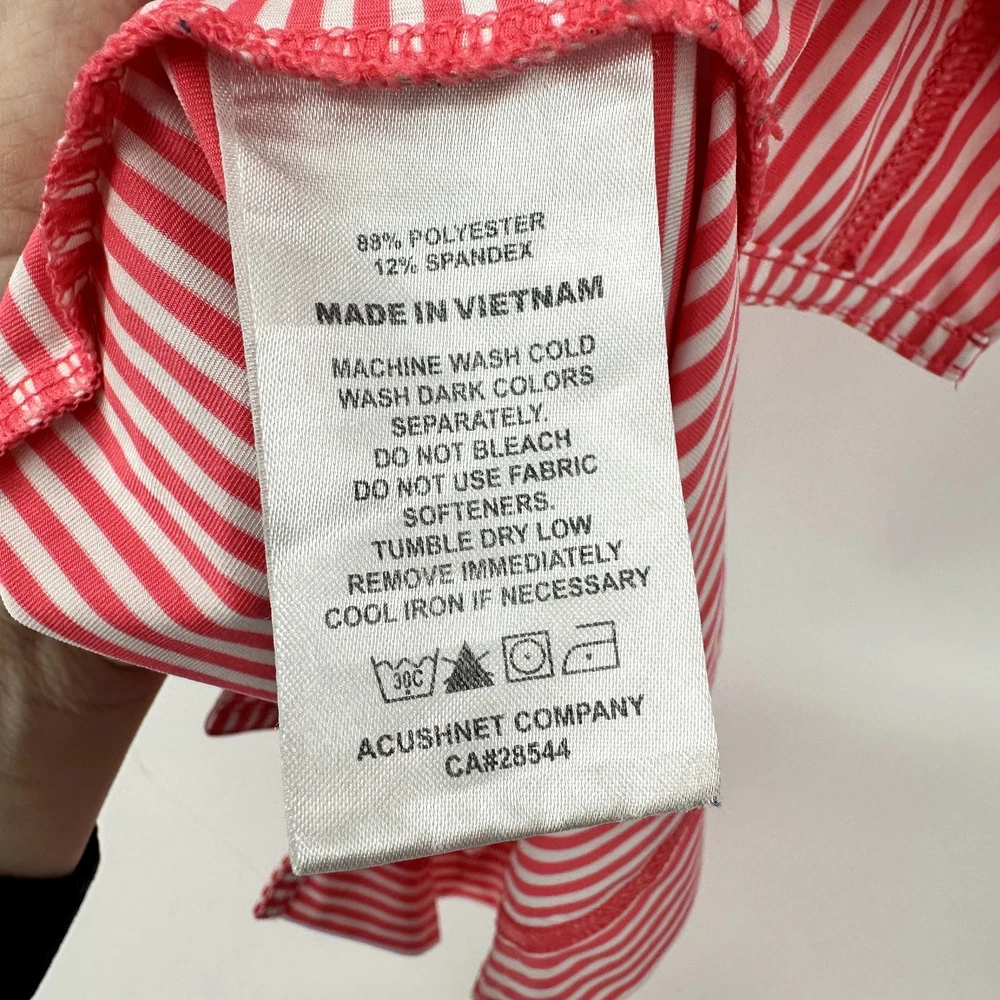 88% POLYESTER
12% SPANDEX
MADE IN VIETNAM
MACHINE WASH COLD
WASH DARK COLORS
SEPARATELY.
DO NOT BLEACH
DO NOT USE FABRIC
SOFTENERS.
TUMBLE DRY LOW
REMOVE IMMEDIATELY
COOL IRON IF NECESSARY
30C
ACUSHNET COMPANY
CA#28544